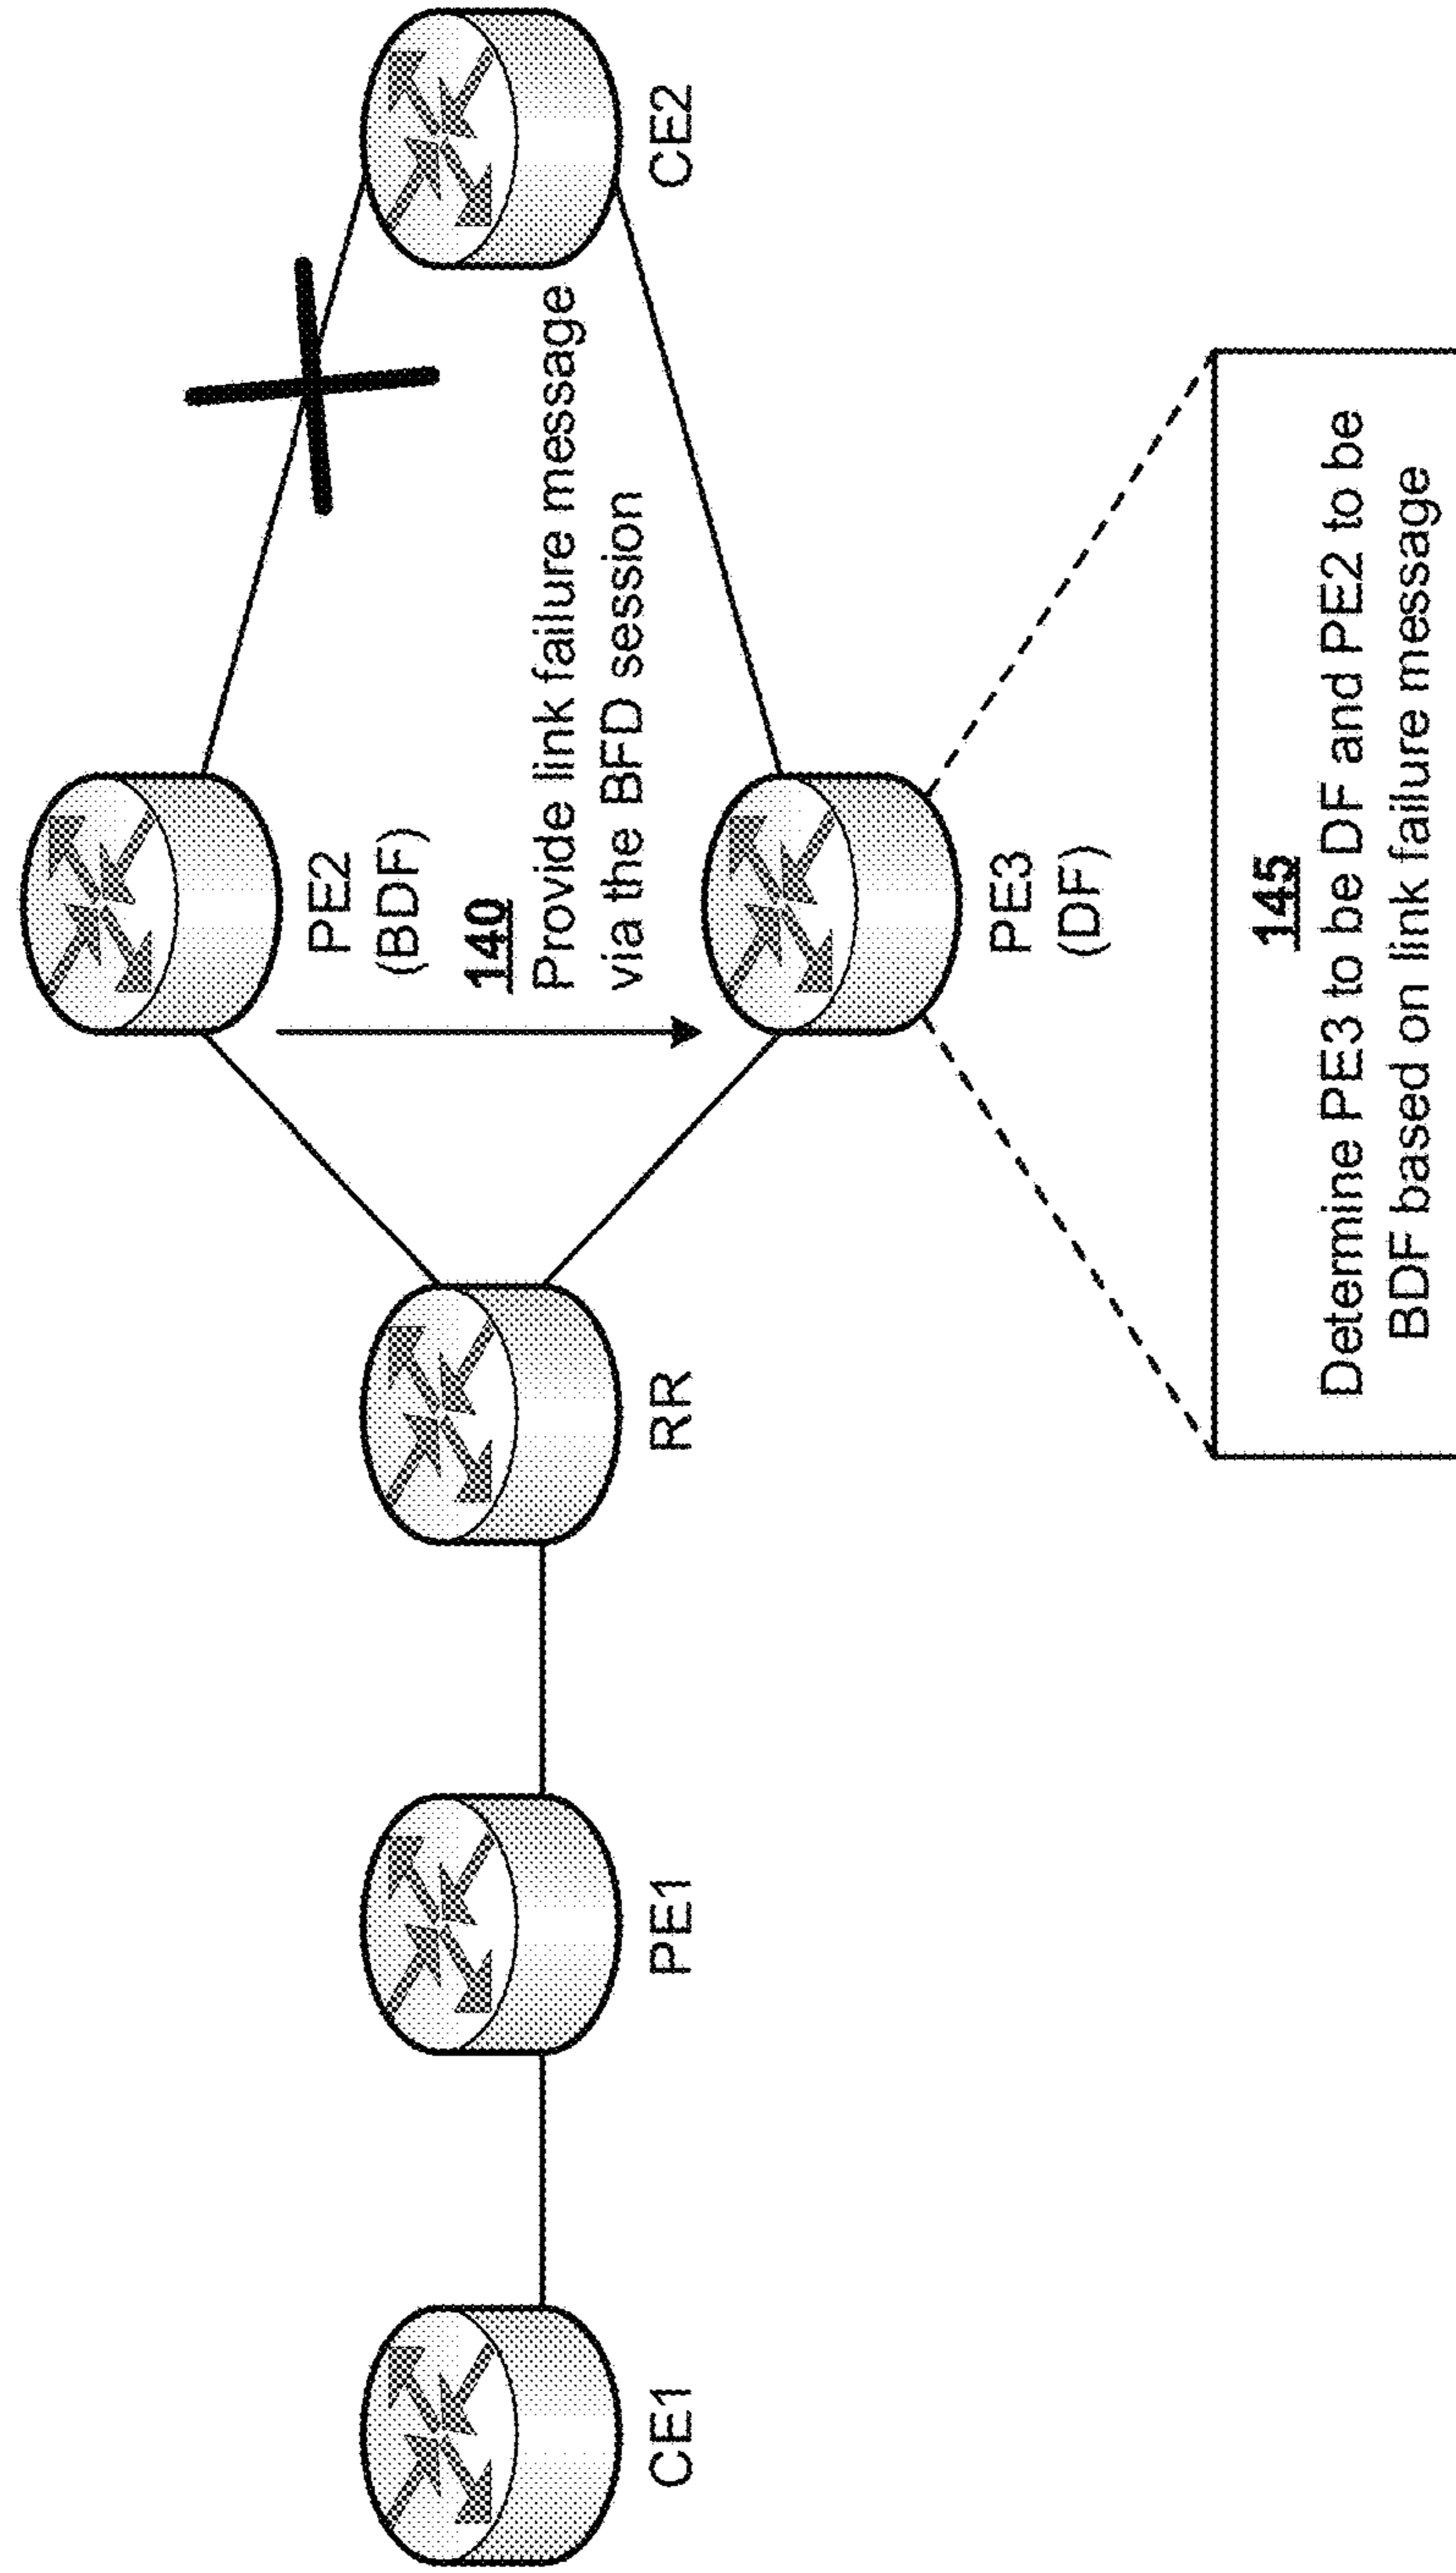 PE2
(BDF)
140
Provide link failure message
via the BFD session
CE1
PE1
RR
CE2
PE3
(DF)
145
Determine PE3 to be DF and PE2 to be
BDF based on link failure message